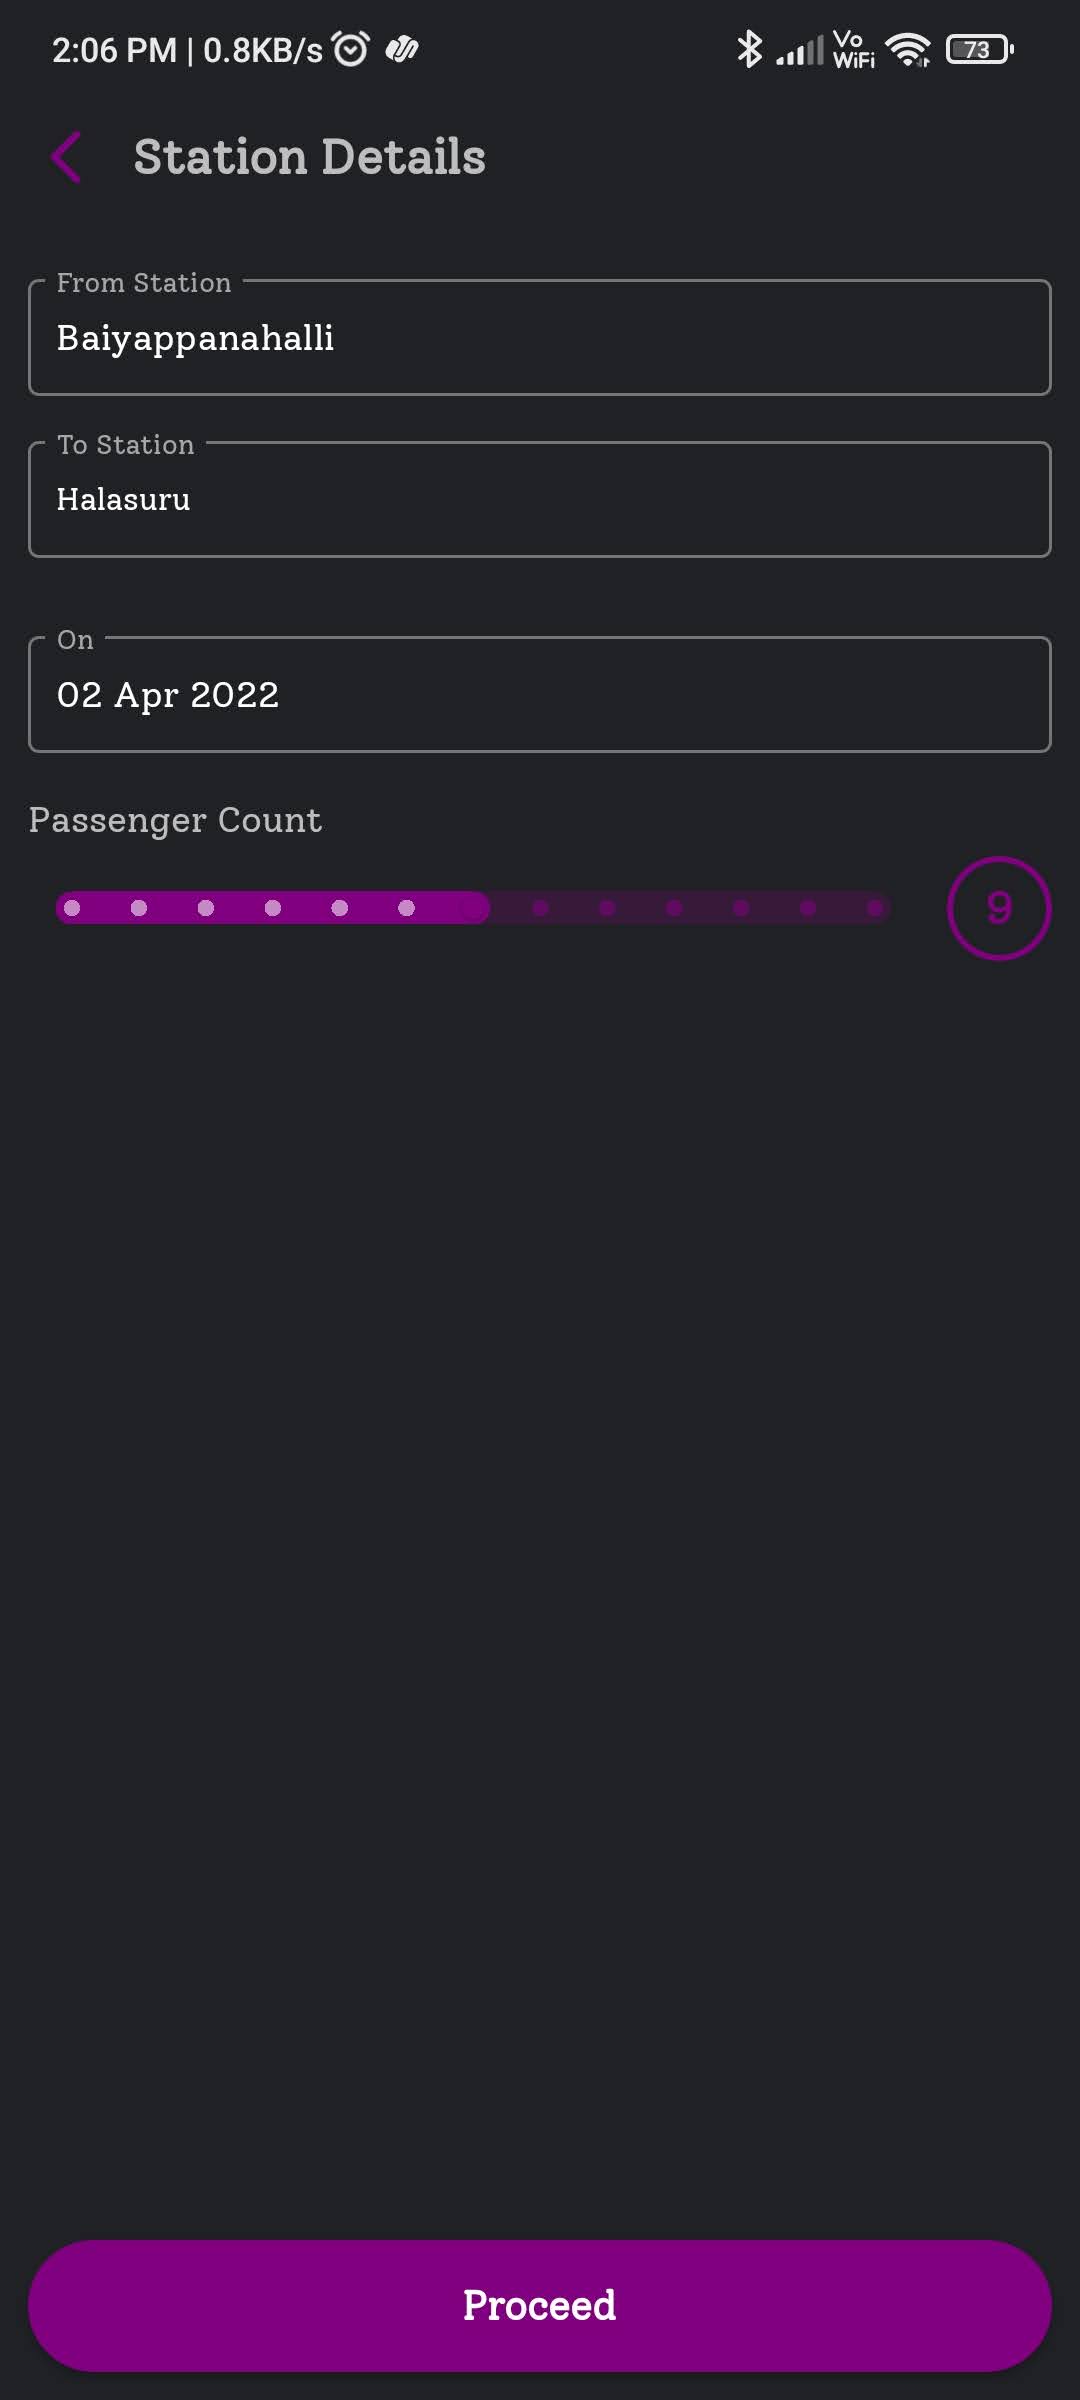 2:06 PM | 0.8KB/s Vo WiFi 73
Station Details
From Station
Baiyappanahalli
To Station
Halasuru
On
02 Apr 2022
Passenger Count
9
Proceed